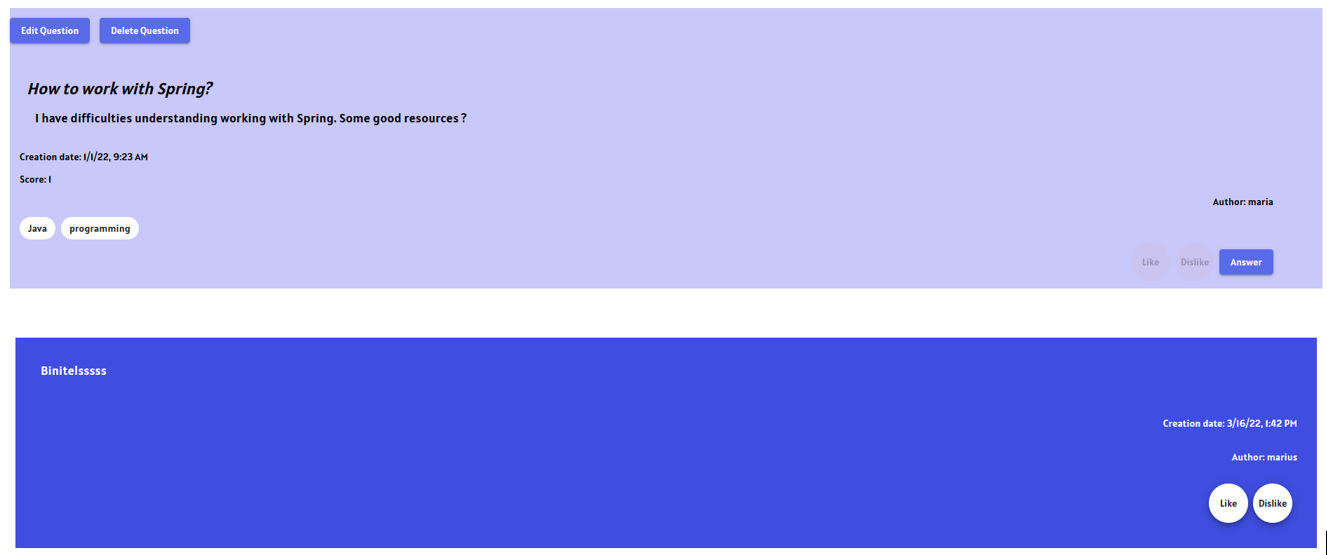 Edit Question Delete Question
How to work with Spring?
I have difficulties understanding working with Spring. Some good resources ?
Creation date: 1/1/22, 9:23 AM
Score: 1
Author: maria
Java programming
Like Dislike Answer
Binitelsssss
Creation date: 3/16/22, 1:42 PM
Author: marius
Like Dislike